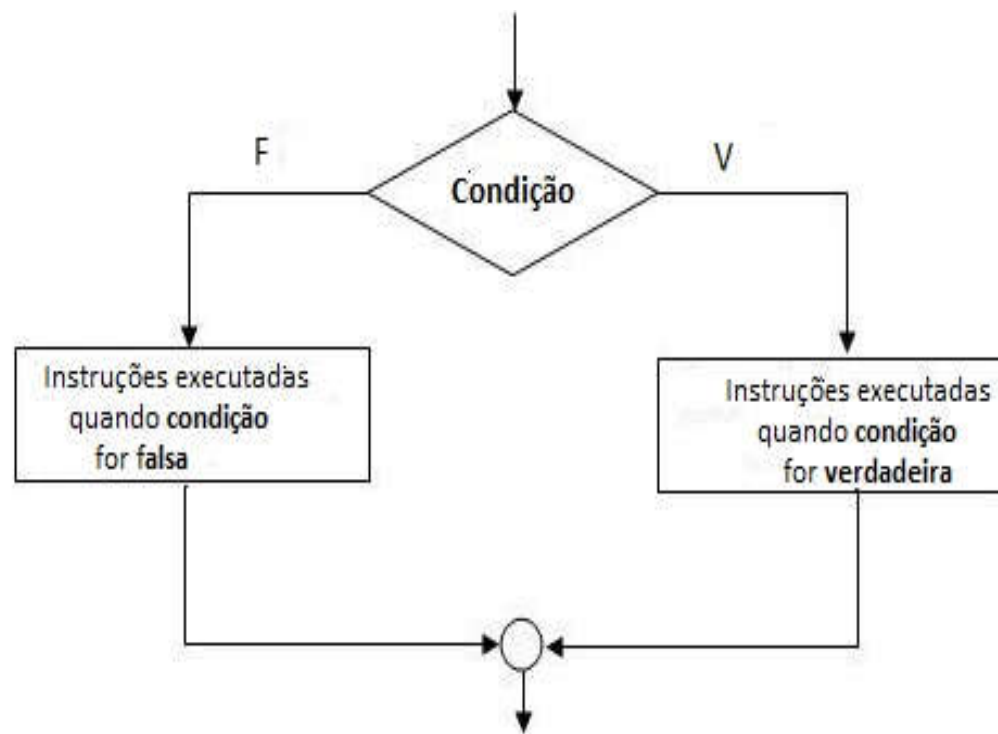 F
V
Condição
Instruções executadas
quando condição
for falsa
Instruções executadas
quando condição
for verdadeira